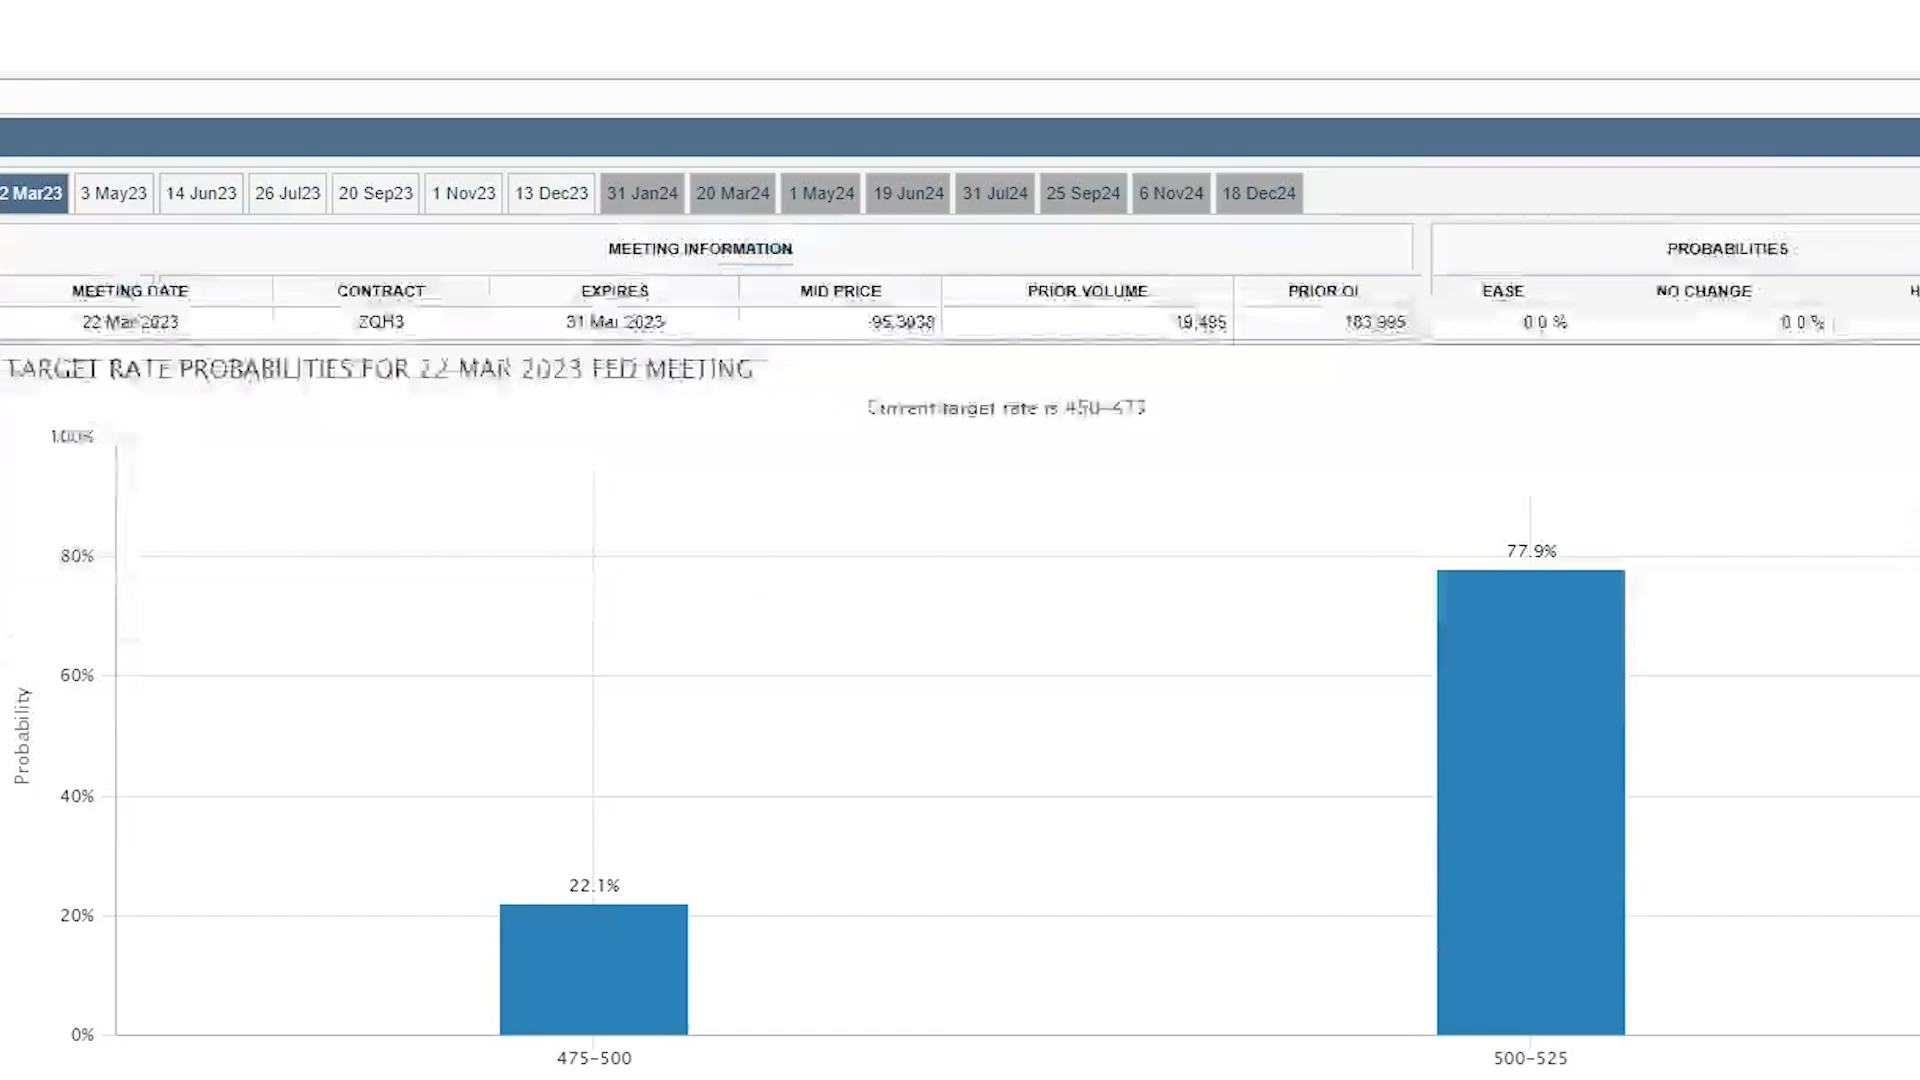 2 Mar23 3 May23 14 Jun23 26 Jul23 20 Sep23 1 Nov23 13 Dec23 31 Jan24 20 Mar24 1 May24 19 Jun24 31 Jul24 25 Sep24 6 Nov24 18 Dec24
MEETING INFORMATION PROBABILITIES
MEETING DATE CONTRACT EXPIRES MID PRICE PRIOR VOLUME PRIOR OI EASE NO CHANGE H
22 Mar 2023 ZQH3 31 Mar 2023 95.3038 183,995 0.0 % 0.0 %
TARGET RATE PROBABILITIES FOR 22 MAR 2023 FED MEETING
Current target rate is 450–475
100%
77.9%
80%
60%
Probability
40%
22.1%
20%
0%
475–500 500–525